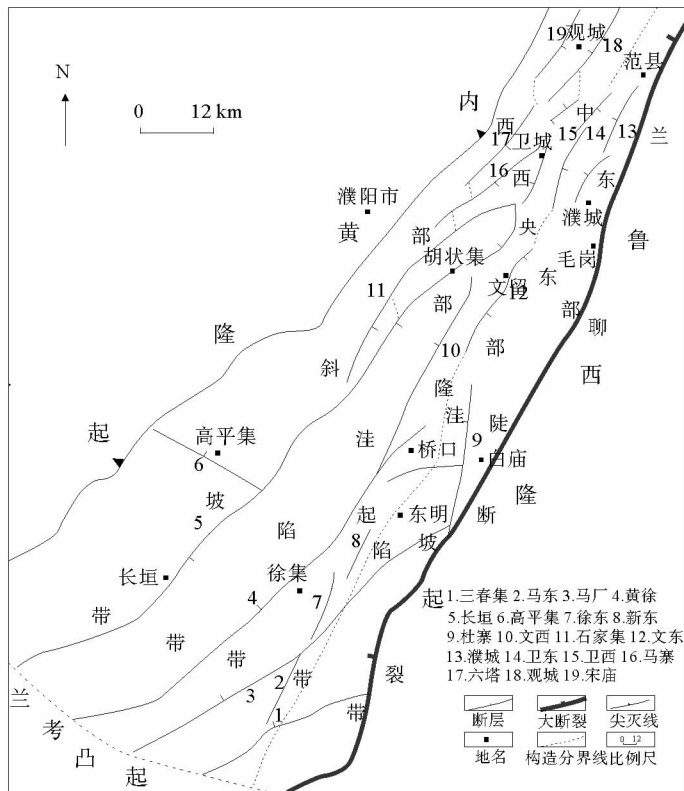 19 观城 18
范县
N
0 12 km
内
西
中
17 卫城
15 14 13
兰
16 西
东
濮阳市
濮城
黄
部
央
鲁
胡状集
毛岗
11
文留
12
东
部
部
聊
隆
斜
10
部
西
隆
起
高平集
6
洼
桥口
洼
9
陡
白庙
隆
坡
5
陷
起
东明
断
8
陷
坡
长垣
徐集
4
7
起
带
带
带
3
2
带
1
裂
带
兰
考
凸
起
1.三春集 2.马东 3.马厂 4.黄徐
5.长垣 6.高平集 7.徐东 8.新东
9.杜寨 10.文西 11.石家集 12.文东
13.濮城 14.卫东 15.卫西 16.马寨
17.六塔 18.观城 19.宋庙
断层 大断裂 尖灭线
0 12
地名 构造分界线 比例尺